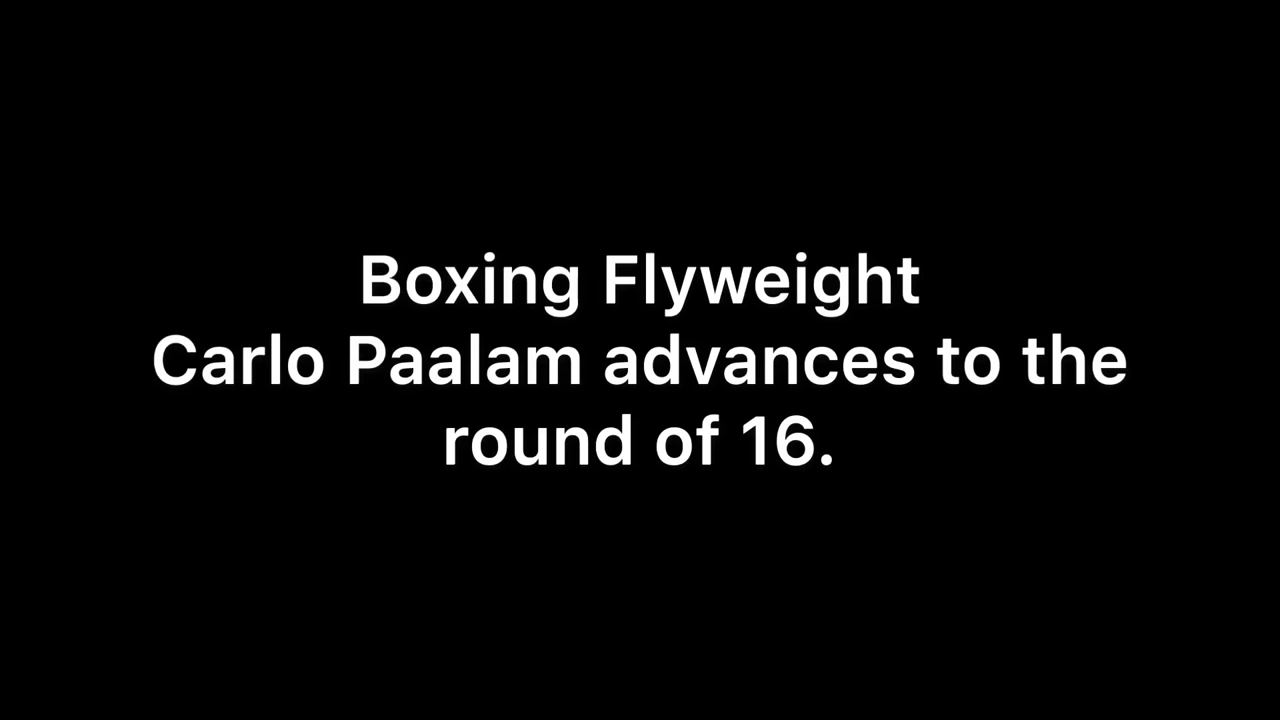 Boxing Flyweight
Carlo Paalam advances to the
round of 16.